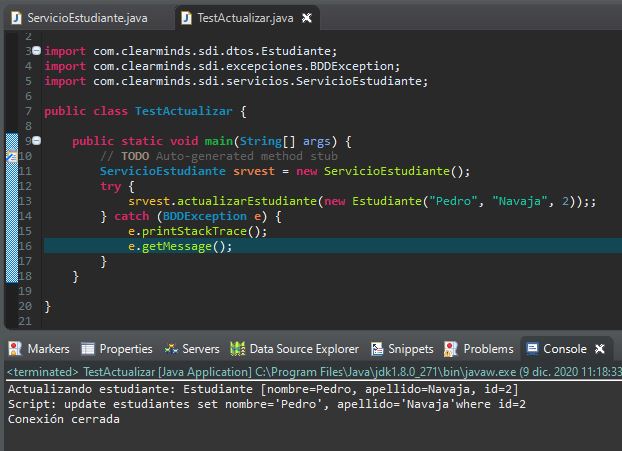 ServicioEstudiante.java TestActualizar.java
2
3 import com.clearminds.sdi.dtos.Estudiante;
4 import com.clearminds.sdi.excepciones.BDDException;
5 import com.clearminds.sdi.servicios.ServicioEstudiante;
6
7 public class TestActualizar {
8
9 public static void main(String[] args) {
10 // TODO Auto-generated method stub
11 ServicioEstudiante srvest = new ServicioEstudiante();
12 try {
13 srvest.actualizarEstudiante(new Estudiante("Pedro", "Navaja", 2));;
14 } catch (BDDException e) {
15 e.printStackTrace();
16 e.getMessage();
17 }
18 }
19
20 }
21
Markers Properties Servers Data Source Explorer Snippets Problems Console
<terminated> TestActualizar [Java Application] C:\Program Files\Java\jdk1.8.0_271\bin\javaw.exe (9 dic. 2020 11:18:33
Actualizando estudiante: Estudiante [nombre=Pedro, apellido=Navaja, id=2]
Script: update estudiantes set nombre='Pedro', apellido='Navaja'where id=2
Conexión cerrada